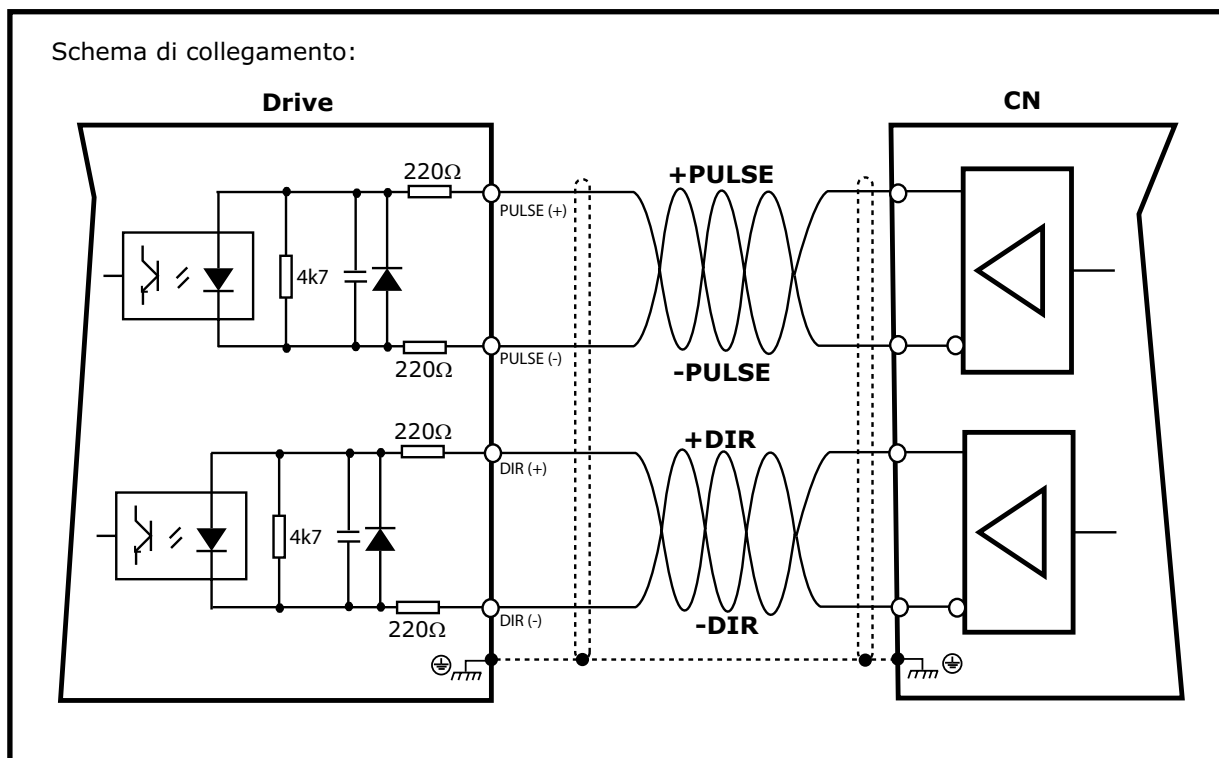 Schema di collegamento:
Drive
CN
220Ω
+PULSE
PULSE (+)
4k7
220Ω
PULSE (-)
-PULSE
220Ω
+DIR
DIR (+)
4k7
220Ω
DIR (-)
-DIR